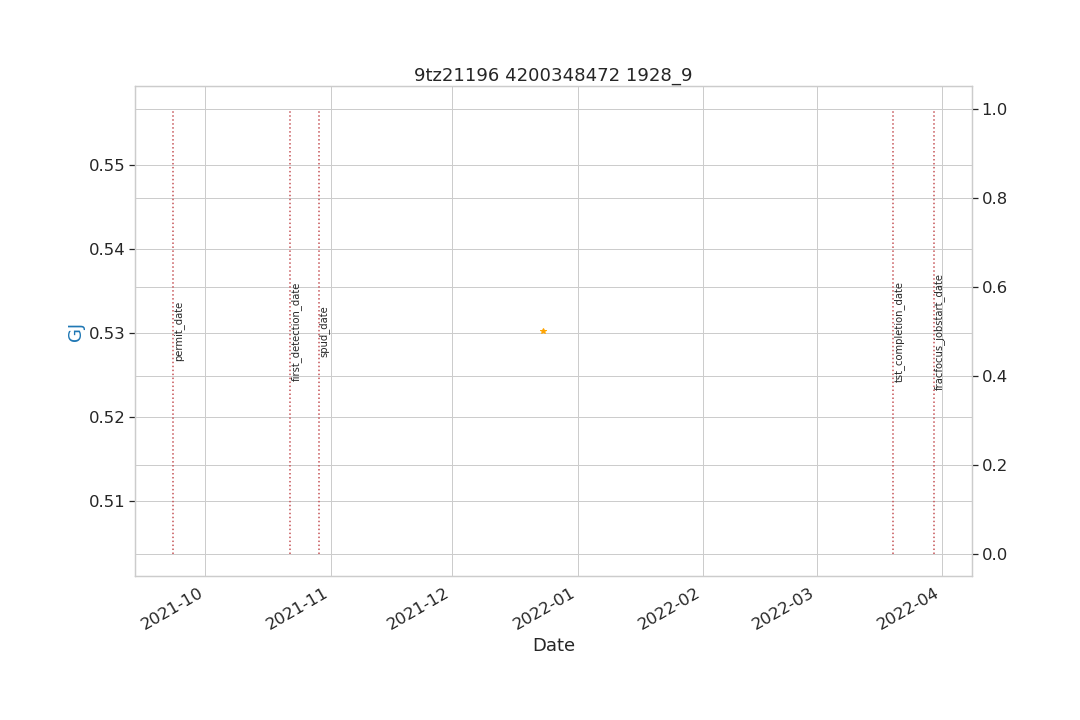 9tz21196 4200348472 1928_9
GJ
0.55
0.54
0.53
0.52
0.51
1.0
0.8
0.6
0.4
0.2
0.0
permit_date
first_detection_date
spud_date
tst_completion_date
fracfocus_jobstart_date
2021-10
2021-11
2021-12
2022-01
2022-02
2022-03
2022-04
Date